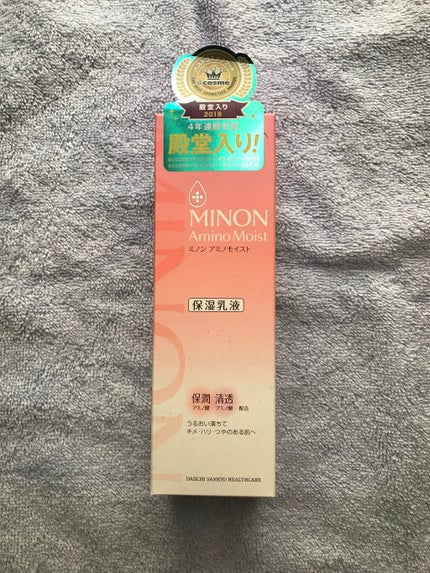 @cosme
殿堂入り
2018
4年連続受賞
殿堂入り!
MINON
Amino Moist
ミノン アミノモイスト
保湿乳液
保潤 清透
アミノ酸 アミノ酸 配合
うるおい満ちて
キメ・ハリ・つやのある肌へ
DAIICHI SANKYO HEALTHCARE
MINON